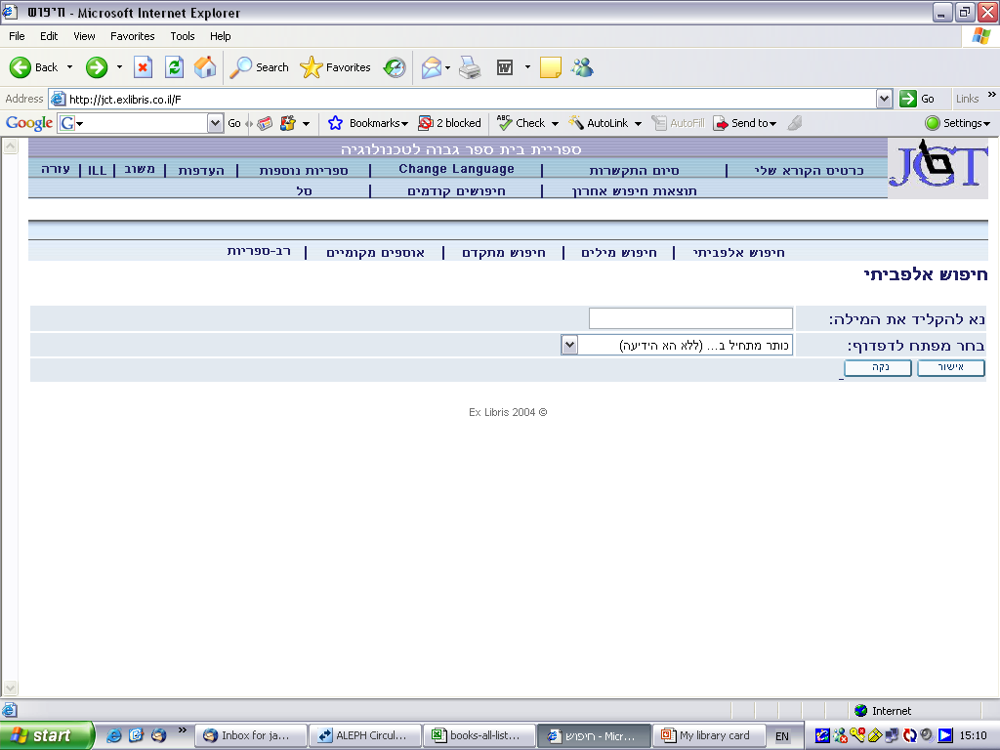 חיפוש - Microsoft Internet Explorer
File Edit View Favorites Tools Help
Back Search Favorites
Address http://jct.exlibris.co.il/F Go Links »
Google G Go Bookmarks 2 blocked ABC Check AutoLink AutoFill Send to Settings
ספריית בית ספר גבוה לטכנולוגיה
JCT
כרטיס הקורא שלי | סיום התקשרות | Change Language | ספריות נוספות | העדפות | משוב | ILL | עזרה
תוצאות חיפוש אחרון | חיפושים קודמים | סל
חיפוש אלפביתי | חיפוש מילים | חיפוש מתקדם | אוספים מקומיים | רב-ספריות
חיפוש אלפביתי
נא להקליד את המילה:
בחר מפתח לדפדוף: כותר מתחיל ב... (ללא הא הידיעה)
אישור נקה
Ex Libris 2004 ©
Internet
start » Inbox for ja... ALEPH Circul... books-all-list... חיפוש - Micr... My library card EN 15:10